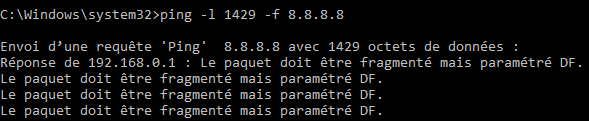 C:\Windows\system32>ping -l 1429 -f 8.8.8.8
Envoi d’une requête 'Ping'  8.8.8.8 avec 1429 octets de données :
Réponse de 192.168.0.1 : Le paquet doit être fragmenté mais paramétré DF.
Le paquet doit être fragmenté mais paramétré DF.
Le paquet doit être fragmenté mais paramétré DF.
Le paquet doit être fragmenté mais paramétré DF.